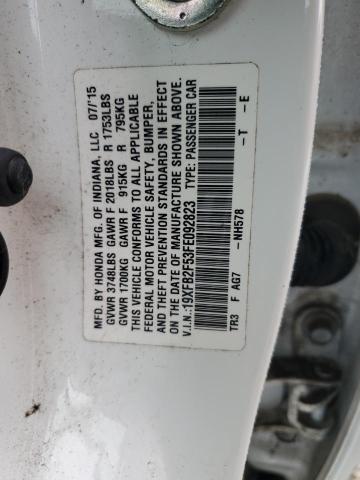 MFD. BY HONDA MFG. OF INDIANA, LLC 07/'15
GVWR 3748LBS GAWR F 2018LBS R 1753LBS
GVWR 1700KG GAWR F 915KG R 795KG
THIS VEHICLE CONFORMS TO ALL APPLICABLE
FEDERAL MOTOR VEHICLE SAFETY, BUMPER,
AND THEFT PREVENTION STANDARDS IN EFFECT
ON THE DATE OF MANUFACTURE SHOWN ABOVE.
V.I.N.:19XFB2F53FE092823 TYPE: PASSENGER CAR
TR3 F AG7 -NH578 -T -E